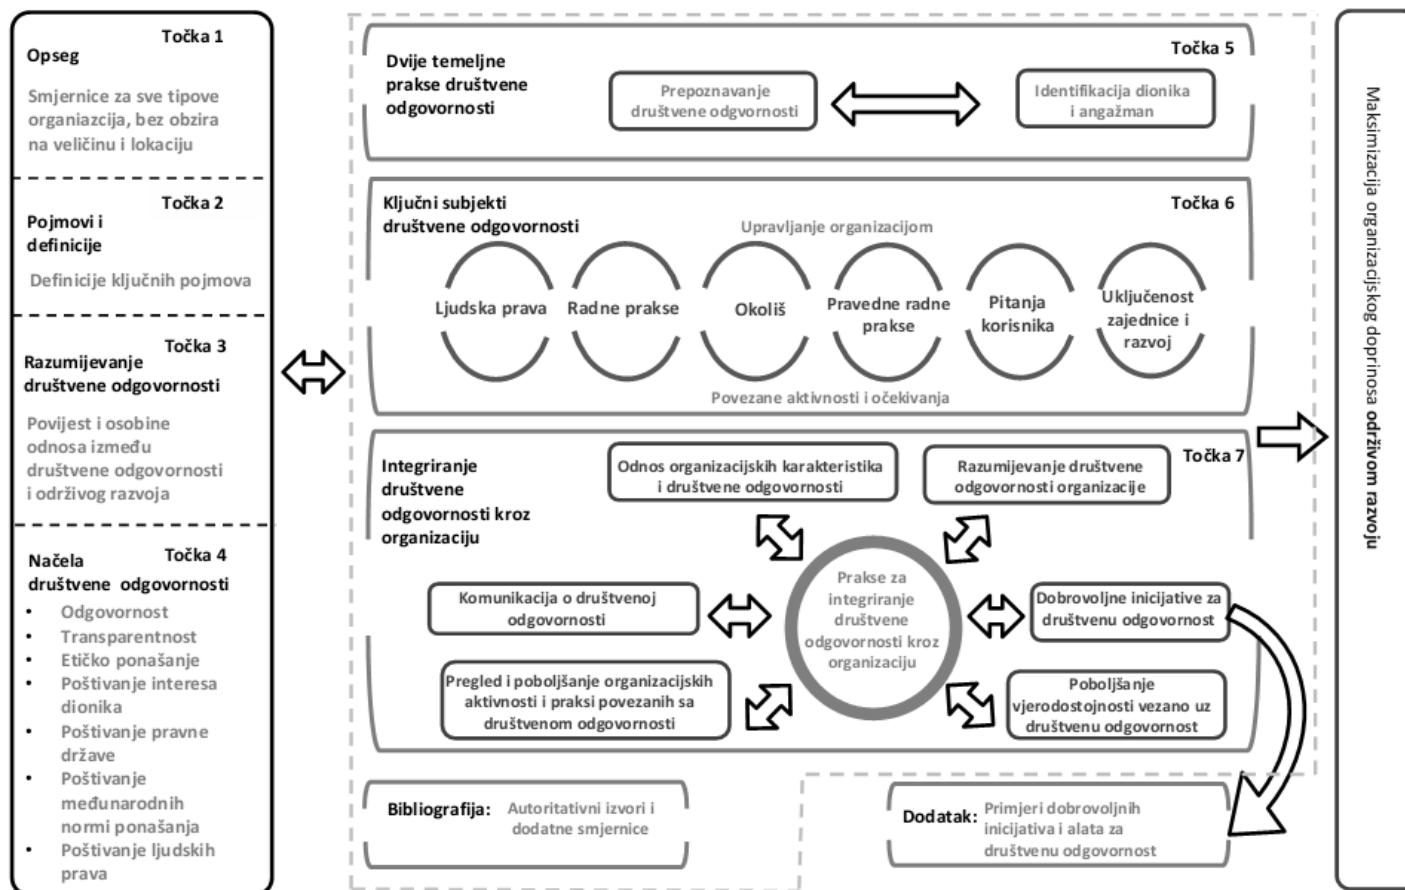 Točka 1
Opseg
Smjernice za sve tipove
organiazcija, bez obzira
na veličinu i lokaciju
Točka 2
Pojmovi i
definicije
Definicije ključnih pojmova
Točka 3
Razumijevanje
društvene odgovornosti
Povijest i osobine
odnosa između
društvene odgovornosti
i održivog razvoja
Točka 4
Načela
društvene odgovornosti
• Odgovornost
• Transparentnost
• Etičko ponašanje
• Poštivanje interesa
dionika
• Poštivanje pravne
države
• Poštivanje
međunarodnih
normi ponašanja
• Poštivanje ljudskih
prava
Točka 5
Dvije temeljne
prakse društvene
odgovornosti
Prepoznavanje
društvene odgvornosti
Identifikacija dionika
i angažman
Točka 6
Ključni subjekti
društvene odgovornosti
Upravljanje organizacijom
Ljudska prava
Radne prakse
Okoliš
Pravedne radne
prakse
Pitanja
korisnika
Uključenost
zajednice i
razvoj
Povezane aktivnosti i očekivanja
Točka 7
Integriranje
društvene
odgovornosti kroz
organizaciju
Odnos organizacijskih karakteristika
i društvene odgovornosti
Razumijevanje društvene
odgovornosti organizacije
Komunikacija o društvenoj
odgovornosti
Prakse za
integriranje
društvene
odgovornosti kroz
organizaciju
Dobrovoljne inicijative za
društvenu odgovornost
Pregled i poboljšanje organizacijskih
aktivnosti i praksi povezanih sa
društvenom odgovornosti
Poboljšanje
vjerodostojnosti vezano uz
društvenu odgovornost
Bibliografija:
Autoritativni izvori i
dodatne smjernice
Dodatak:
Primjeri dobrovoljnih
inicijativa i alata za
društvenu odgovornost
Maksimizacija organizacijskog doprinosa održivom razvoju